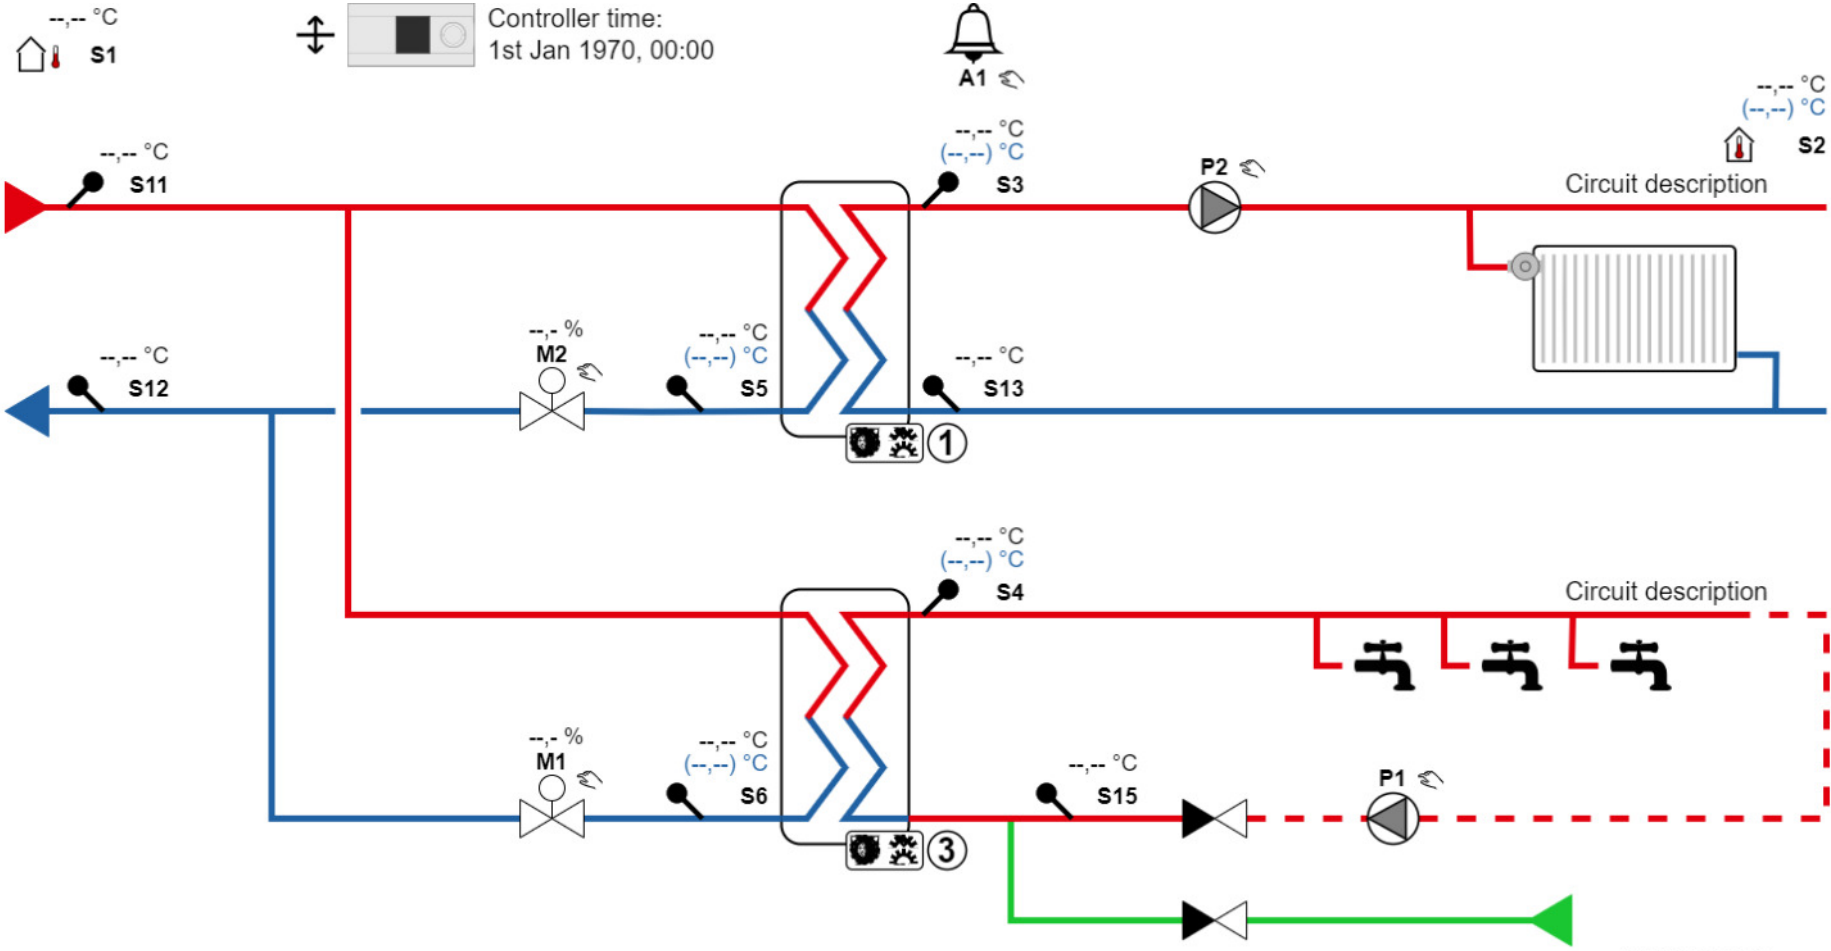 --,-- °C
S1
Controller time:
1st Jan 1970, 00:00
A1
--,-- °C
(--,--) °C
S2
--,-- °C
S11
--,-- °C
(--,--) °C
S3
P2
Circuit description
--,-- °C
S12
--,- %
M2
--,-- °C
(--,--) °C
S5
--,-- °C
S13
1
--,-- °C
(--,--) °C
S4
Circuit description
--,- %
M1
--,-- °C
(--,--) °C
S6
--,-- °C
S15
P1
3